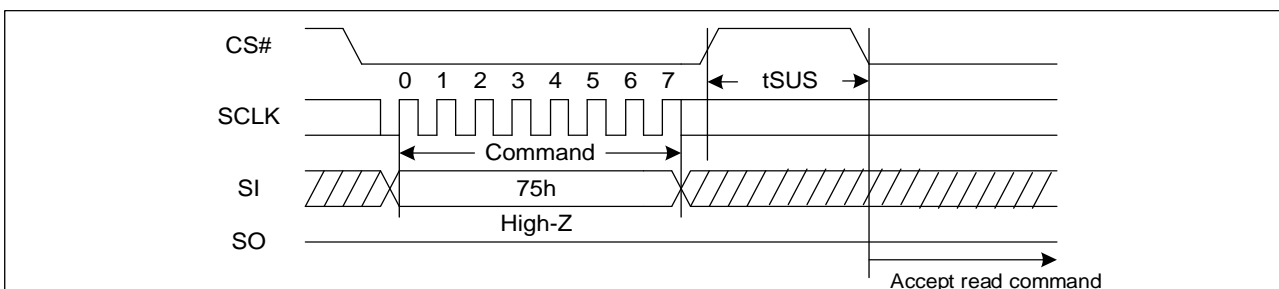 CS#
tSUS
0 1 2 3 4 5 6 7
SCLK
Command
SI
75h
High-Z
SO
Accept read command